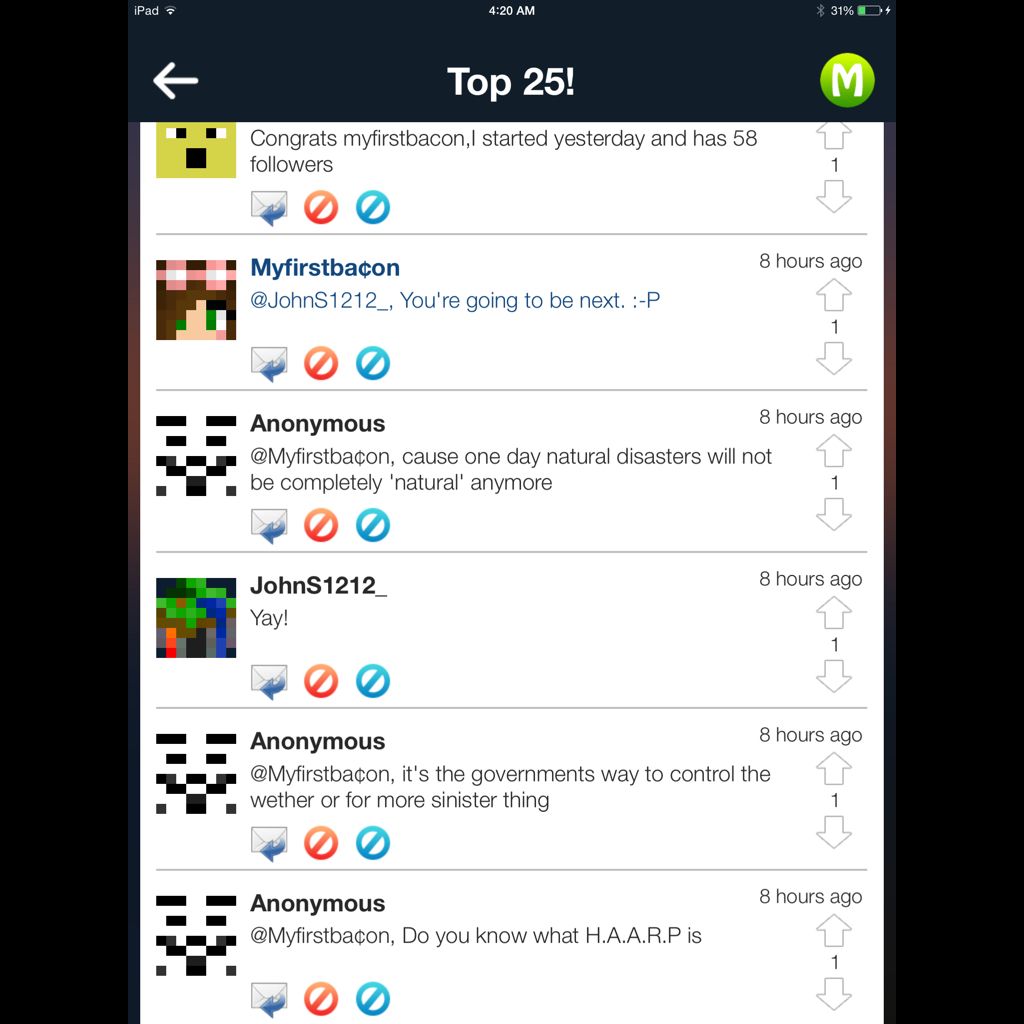 iPad 4:20 AM 31%
Top 25!
M
Congrats myfirstbacon,I started yesterday and has 58
followers
1
Myfirstba¢on 8 hours ago
@JohnS1212_, You're going to be next. :-P
1
Anonymous 8 hours ago
@Myfirstba¢on, cause one day natural disasters will not
be completely 'natural' anymore
1
JohnS1212_ 8 hours ago
Yay!
1
Anonymous 8 hours ago
@Myfirstba¢on, it's the governments way to control the
wether or for more sinister thing
1
Anonymous 8 hours ago
@Myfirstba¢on, Do you know what H.A.A.R.P is
1